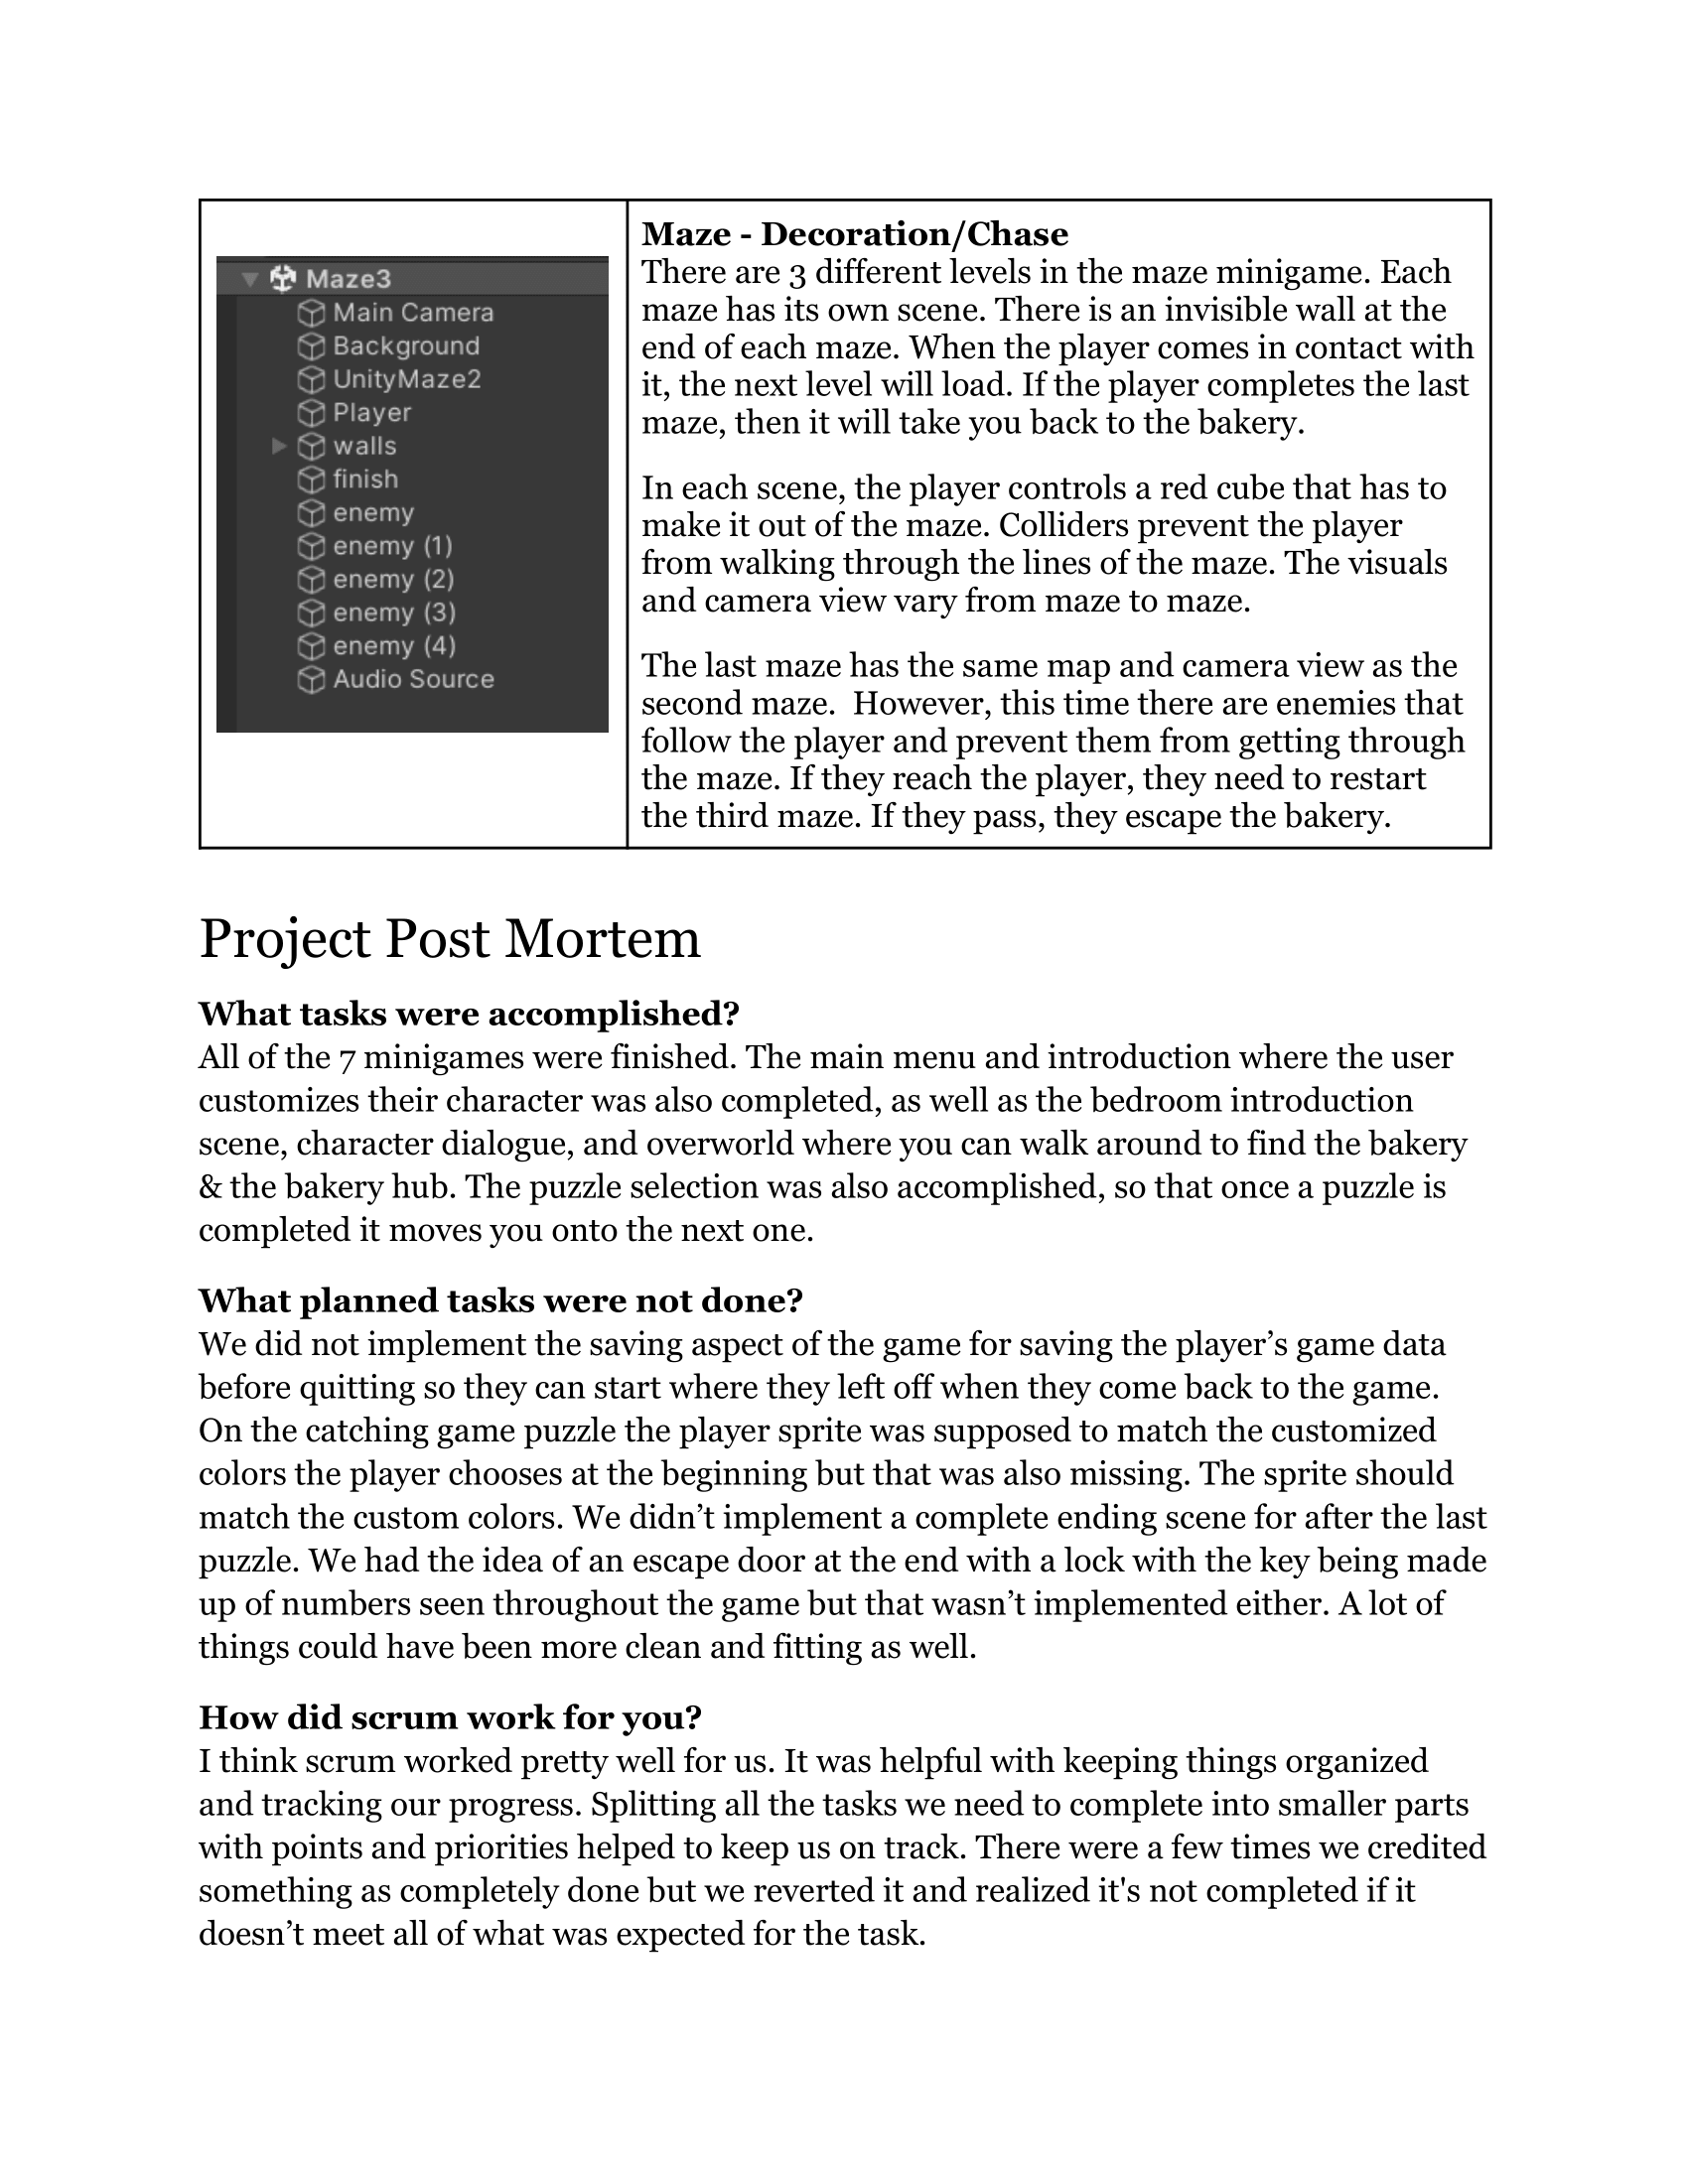 Maze3
Main Camera
Background
UnityMaze2
Player
walls
finish
enemy
enemy (1)
enemy (2)
enemy (3)
enemy (4)
Audio Source
Maze - Decoration/Chase
There are 3 different levels in the maze minigame. Each
maze has its own scene. There is an invisible wall at the
end of each maze. When the player comes in contact with
it, the next level will load. If the player completes the last
maze, then it will take you back to the bakery.
In each scene, the player controls a red cube that has to
make it out of the maze. Colliders prevent the player
from walking through the lines of the maze. The visuals
and camera view vary from maze to maze.
The last maze has the same map and camera view as the
second maze.  However, this time there are enemies that
follow the player and prevent them from getting through
the maze. If they reach the player, they need to restart
the third maze. If they pass, they escape the bakery.
Project Post Mortem
What tasks were accomplished?
All of the 7 minigames were finished. The main menu and introduction where the user
customizes their character was also completed, as well as the bedroom introduction
scene, character dialogue, and overworld where you can walk around to find the bakery
& the bakery hub. The puzzle selection was also accomplished, so that once a puzzle is
completed it moves you onto the next one.
What planned tasks were not done?
We did not implement the saving aspect of the game for saving the player’s game data
before quitting so they can start where they left off when they come back to the game.
On the catching game puzzle the player sprite was supposed to match the customized
colors the player chooses at the beginning but that was also missing. The sprite should
match the custom colors. We didn’t implement a complete ending scene for after the last
puzzle. We had the idea of an escape door at the end with a lock with the key being made
up of numbers seen throughout the game but that wasn’t implemented either. A lot of
things could have been more clean and fitting as well.
How did scrum work for you?
I think scrum worked pretty well for us. It was helpful with keeping things organized
and tracking our progress. Splitting all the tasks we need to complete into smaller parts
with points and priorities helped to keep us on track. There were a few times we credited
something as completely done but we reverted it and realized it's not completed if it
doesn’t meet all of what was expected for the task.